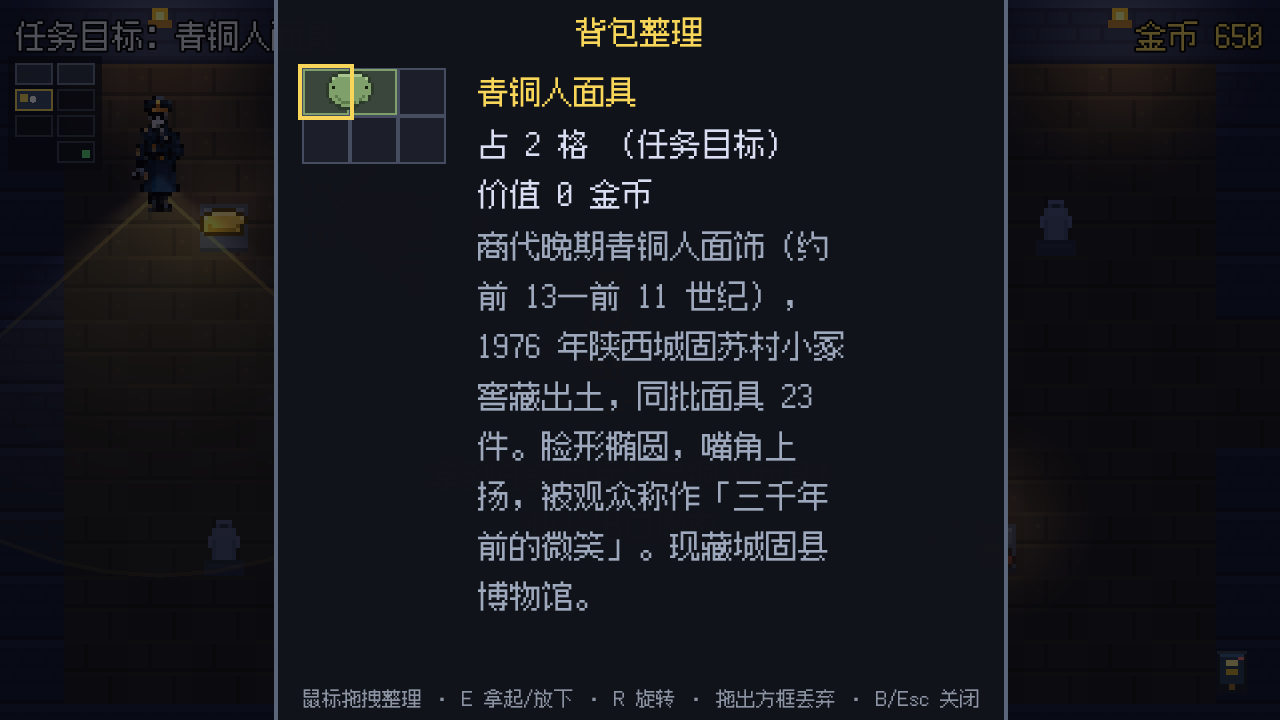 背包整理
任务目标：青铜人
金币 650
青铜人面具
占 2 格 （任务目标）
价值 0 金币
商代晚期青铜人面饰（约
前 13—前 11 世纪），
1976 年陕西城固苏村小冢
窖藏出土，同批面具 23
件。脸形椭圆，嘴角上
扬，被观众称作「三千年
前的微笑」。现藏城固县
博物馆。
鼠标拖拽整理 · E 拿起/放下 · R 旋转 · 拖出方框丢弃 · B/Esc 关闭